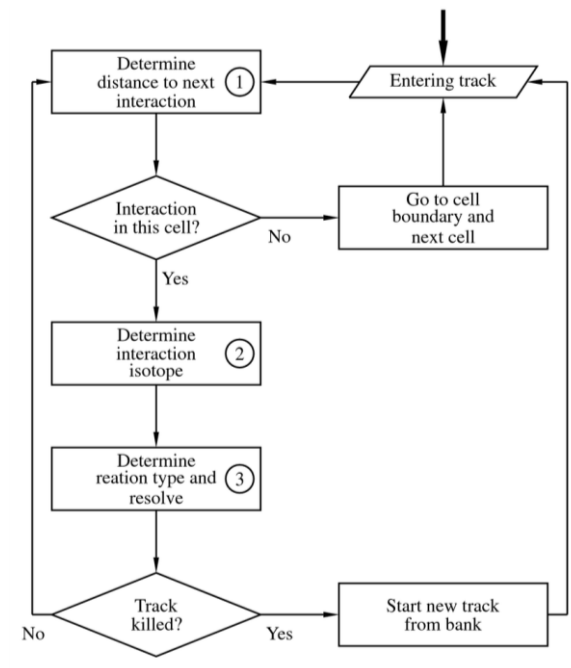 Determine
distance to next
interaction
1
Entering track
Interaction
in this cell?
No
Go to cell
boundary and
next cell
Yes
Determine
interaction
isotope
2
Determine
reation type and
resolve
3
Track
killed?
No
Yes
Start new track
from bank